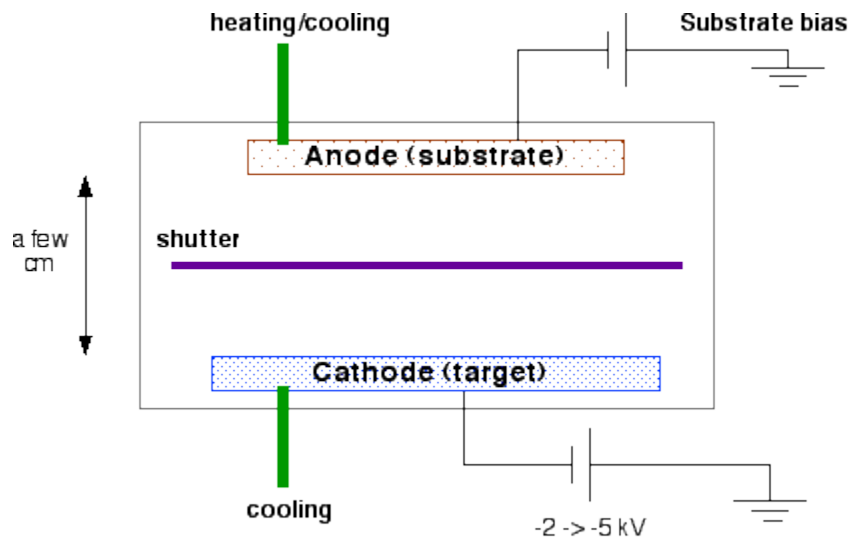 heating/cooling
Substrate bias
Anode (substrate)
a few
cm
shutter
Cathode (target)
cooling
-2 -> -5 kV